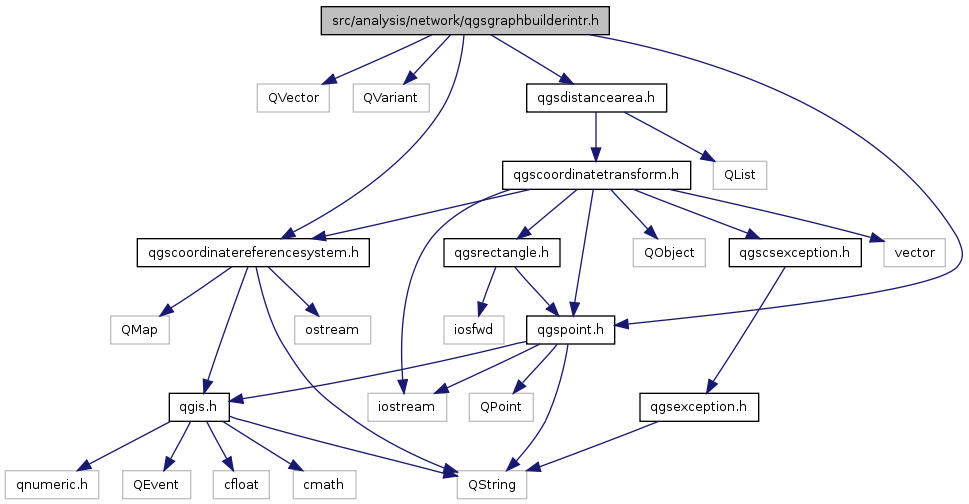 src/analysis/network/qgsgraphbuilderintr.h
QVector
QVariant
qgsdistancearea.h
qgscoordinatetransform.h
QList
qgscoordinatereferencesystem.h
qgsrectangle.h
QObject
qgscsexception.h
vector
QMap
ostream
iosfwd
qgspoint.h
qgis.h
iostream
QPoint
qgsexception.h
qnumeric.h
QEvent
cfloat
cmath
QString